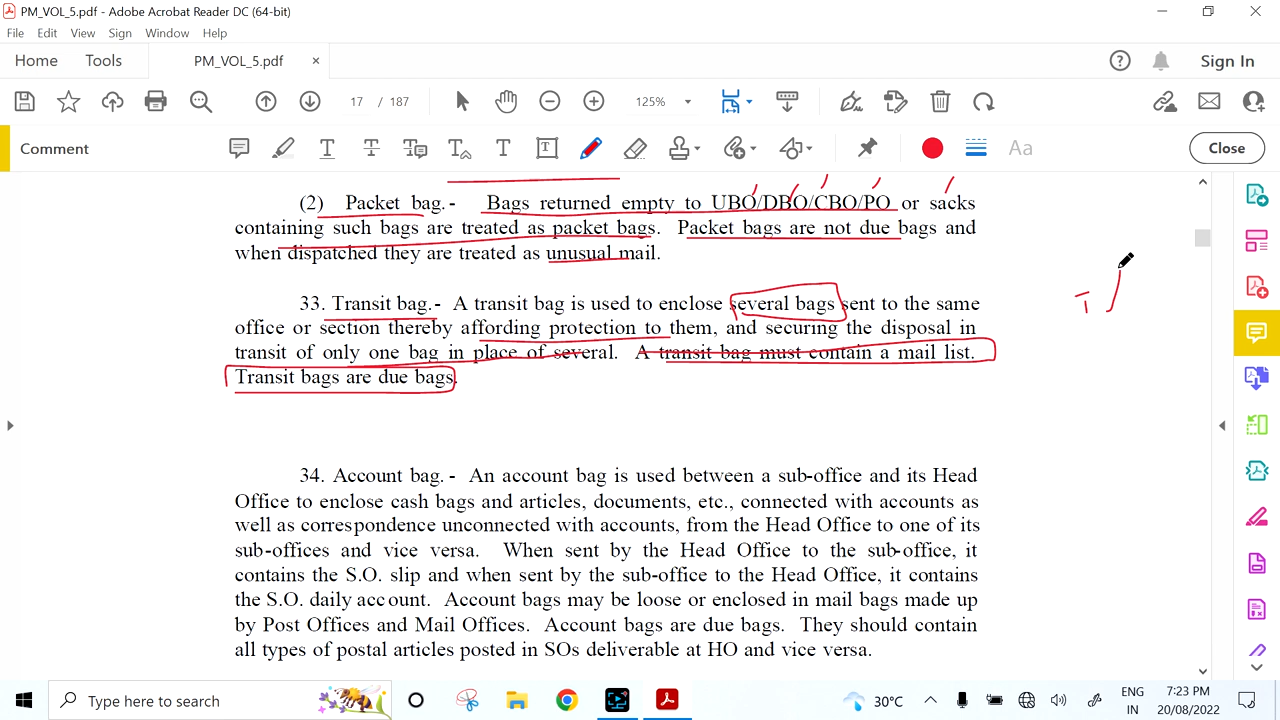 PM_VOL_5.pdf - Adobe Acrobat Reader DC (64-bit)
File Edit View Sign Window Help
Home Tools PM_VOL_5.pdf × Sign In
17 / 187 125%
Comment Close
(2) Packet bag.- Bags returned empty to UBO/DBO/CBO/PO or sacks
containing such bags are treated as packet bags. Packet bags are not due bags and
when dispatched they are treated as unusual mail.
33. Transit bag.- A transit bag is used to enclose several bags sent to the same
office or section thereby affording protection to them, and securing the disposal in
transit of only one bag in place of several. A transit bag must contain a mail list.
Transit bags are due bags.
34. Account bag.- An account bag is used between a sub-office and its Head
Office to enclose cash bags and articles, documents, etc., connected with accounts as
well as correspondence unconnected with accounts, from the Head Office to one of its
sub-offices and vice versa. When sent by the Head Office to the sub-office, it
contains the S.O. slip and when sent by the sub-office to the Head Office, it contains
the S.O. daily account. Account bags may be loose or enclosed in mail bags made up
by Post Offices and Mail Offices. Account bags are due bags. They should contain
all types of postal articles posted in SOs deliverable at HO and vice versa.
Type here to search
30°C
ENG
IN
7:23 PM
20/08/2022